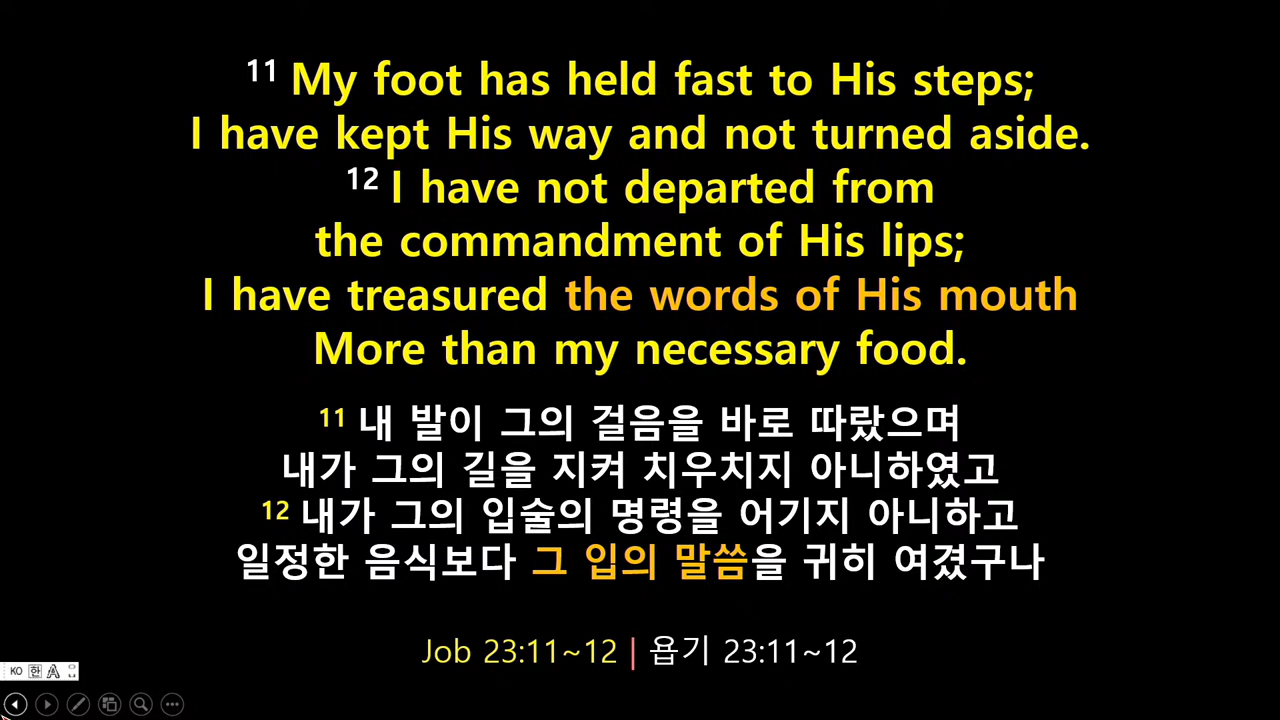 11 My foot has held fast to His steps;
I have kept His way and not turned aside.
12 I have not departed from
the commandment of His lips;
I have treasured the words of His mouth
More than my necessary food.
11 내 발이 그의 걸음을 바로 따랐으며
내가 그의 길을 지켜 치우치지 아니하였고
12 내가 그의 입술의 명령을 어기지 아니하고
일정한 음식보다 그 입의 말씀을 귀히 여겼구나
Job 23:11~12 | 욥기 23:11~12
KO 한 A